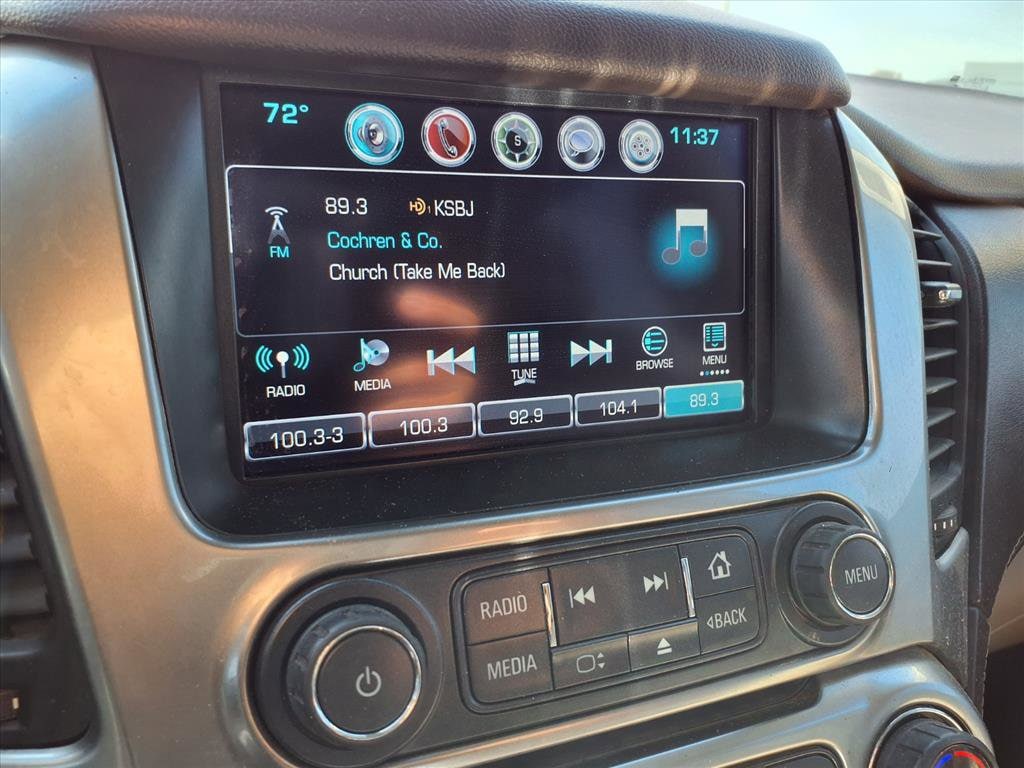 72° S 11:37
89.3 HD1 KSBJ
FM Cochren & Co.
Church (Take Me Back)
RADIO MEDIA TUNE BROWSE MENU
100.3-3 100.3 92.9 104.1 89.3
RADIO
MEDIA
BACK
MENU